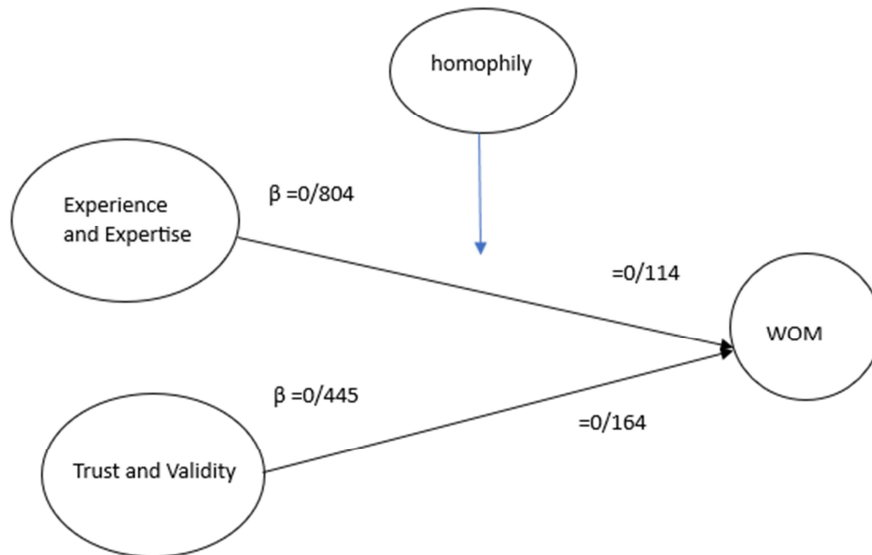 homophily
β =0/804
Experience
and Expertise
=0/114
WOM
β =0/445
=0/164
Trust and Validity